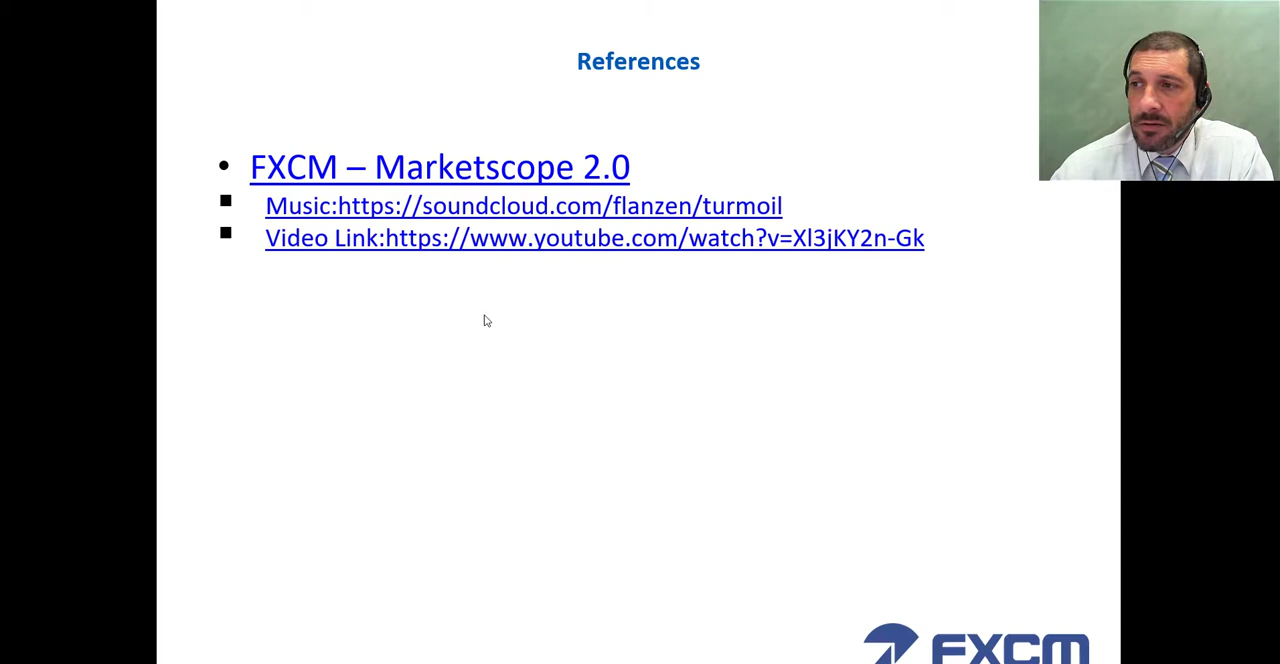 References
FXCM – Marketscope 2.0
Music:https://soundcloud.com/flanzen/turmoil
Video Link:https://www.youtube.com/watch?v=Xl3jKY2n-Gk
FXCM